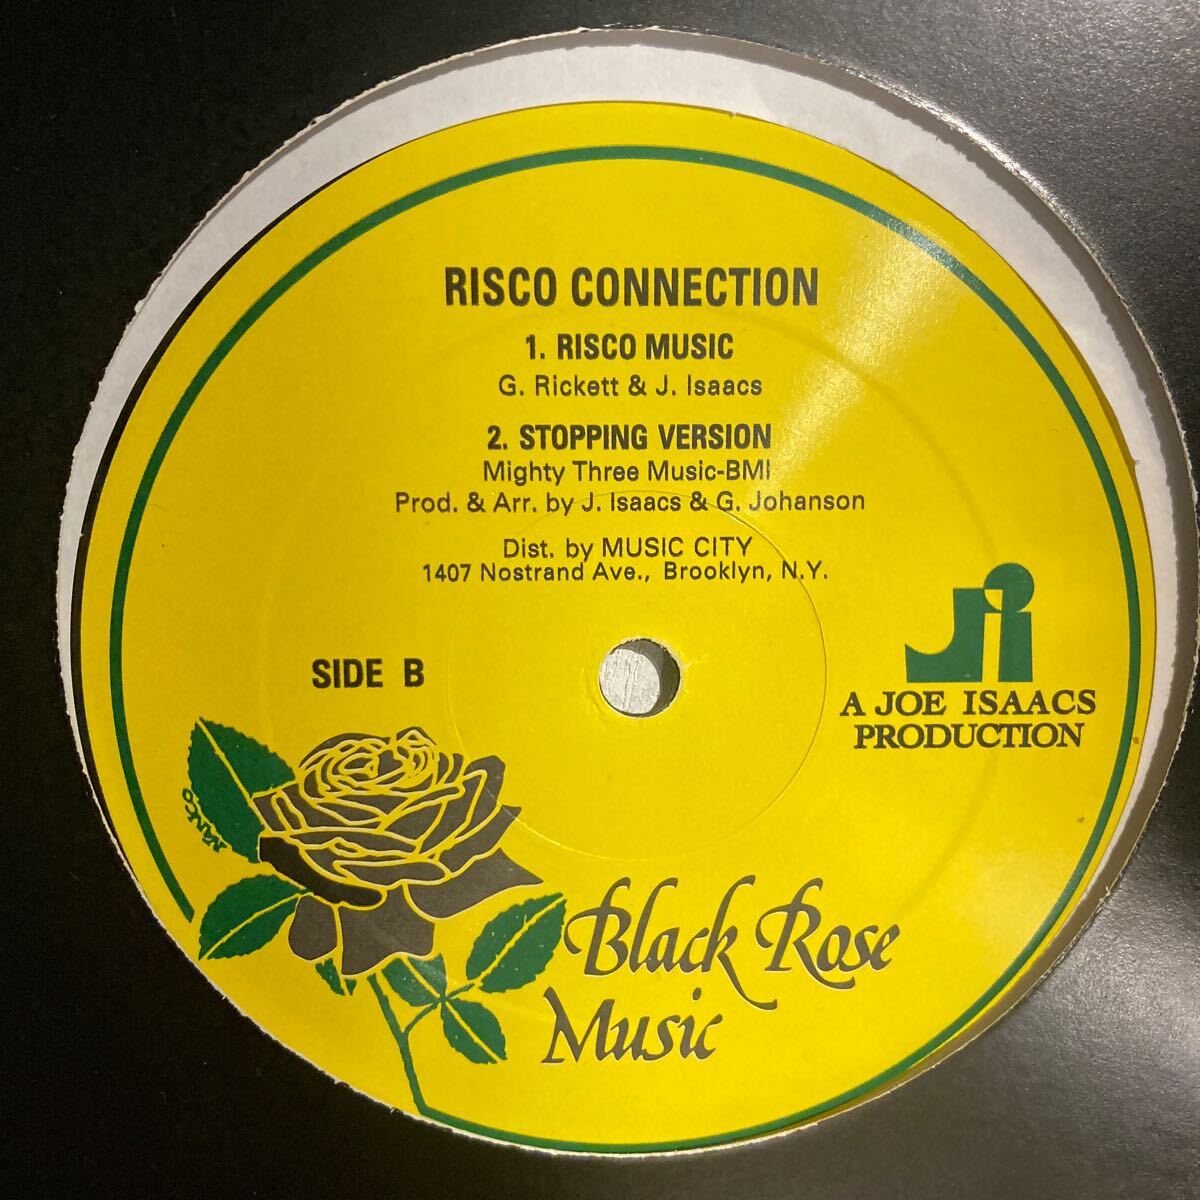 RISCO CONNECTION
1. RISCO MUSIC
G. Rickett & J. Isaacs
2. STOPPING VERSION
Mighty Three Music-BMI
Prod. & Arr. by J. Isaacs & G. Johanson
Dist. by MUSIC CITY
1407 Nostrand Ave., Brooklyn, N.Y.
SIDE B
Ji
A JOE ISAACS
PRODUCTION
NANCO
Black Rose
Music